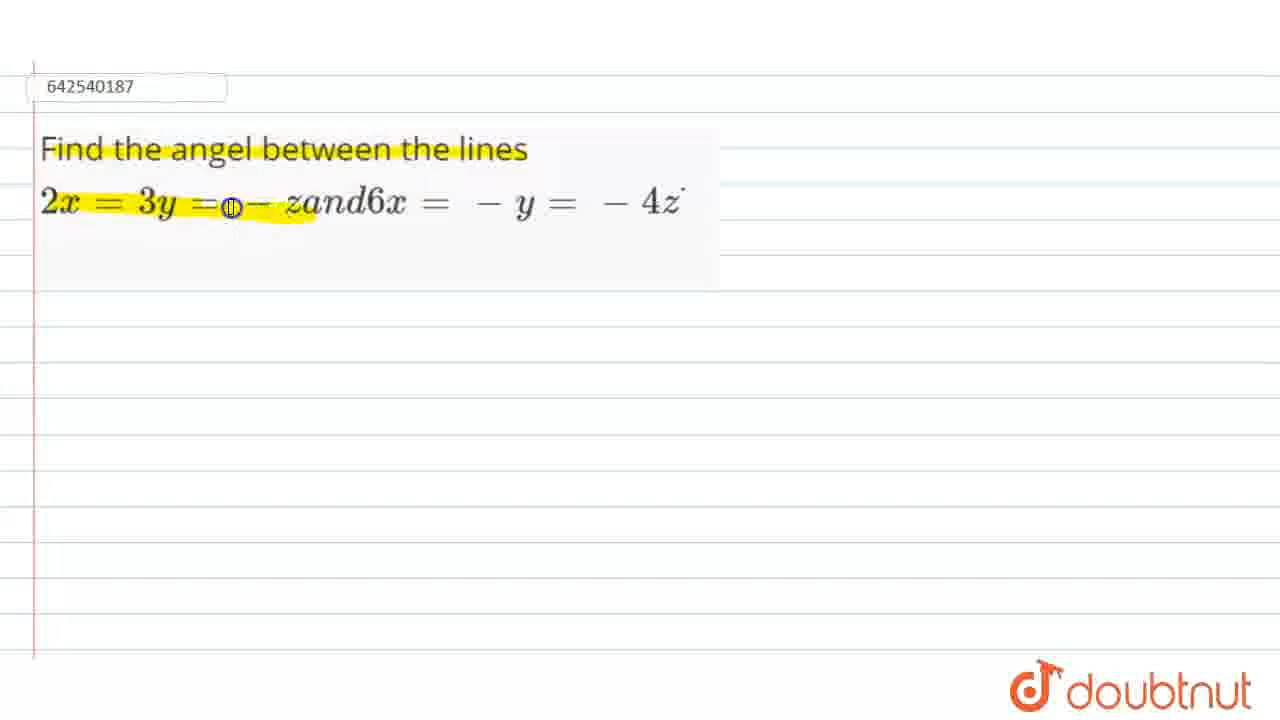 642540187
Find the angel between the lines
2x = 3y = - zand6x = - y = - 4z.
doubtnut